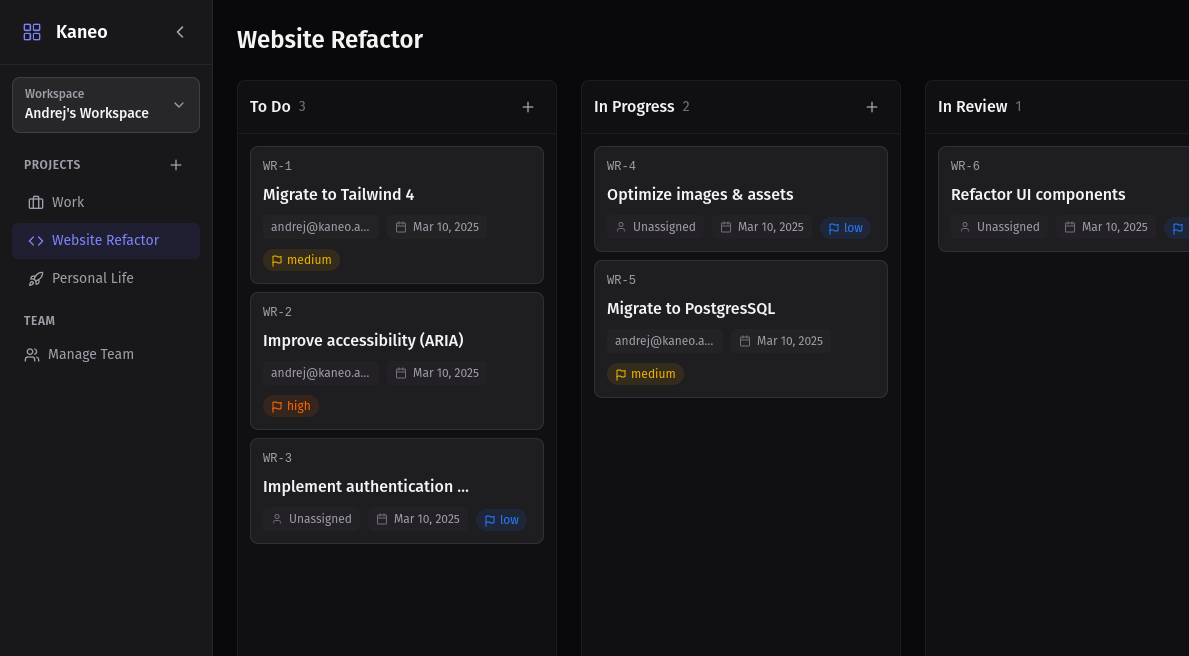 Kaneo
Workspace
Andrej's Workspace
PROJECTS
Work
Website Refactor
Personal Life
TEAM
Manage Team
Website Refactor
To Do 3
WR-1
Migrate to Tailwind 4
andrej@kaneo.a... Mar 10, 2025
medium
WR-2
Improve accessibility (ARIA)
andrej@kaneo.a... Mar 10, 2025
high
WR-3
Implement authentication ...
Unassigned Mar 10, 2025 low
In Progress 2
WR-4
Optimize images & assets
Unassigned Mar 10, 2025 low
WR-5
Migrate to PostgresSQL
andrej@kaneo.a... Mar 10, 2025
medium
In Review 1
WR-6
Refactor UI components
Unassigned Mar 10, 2025